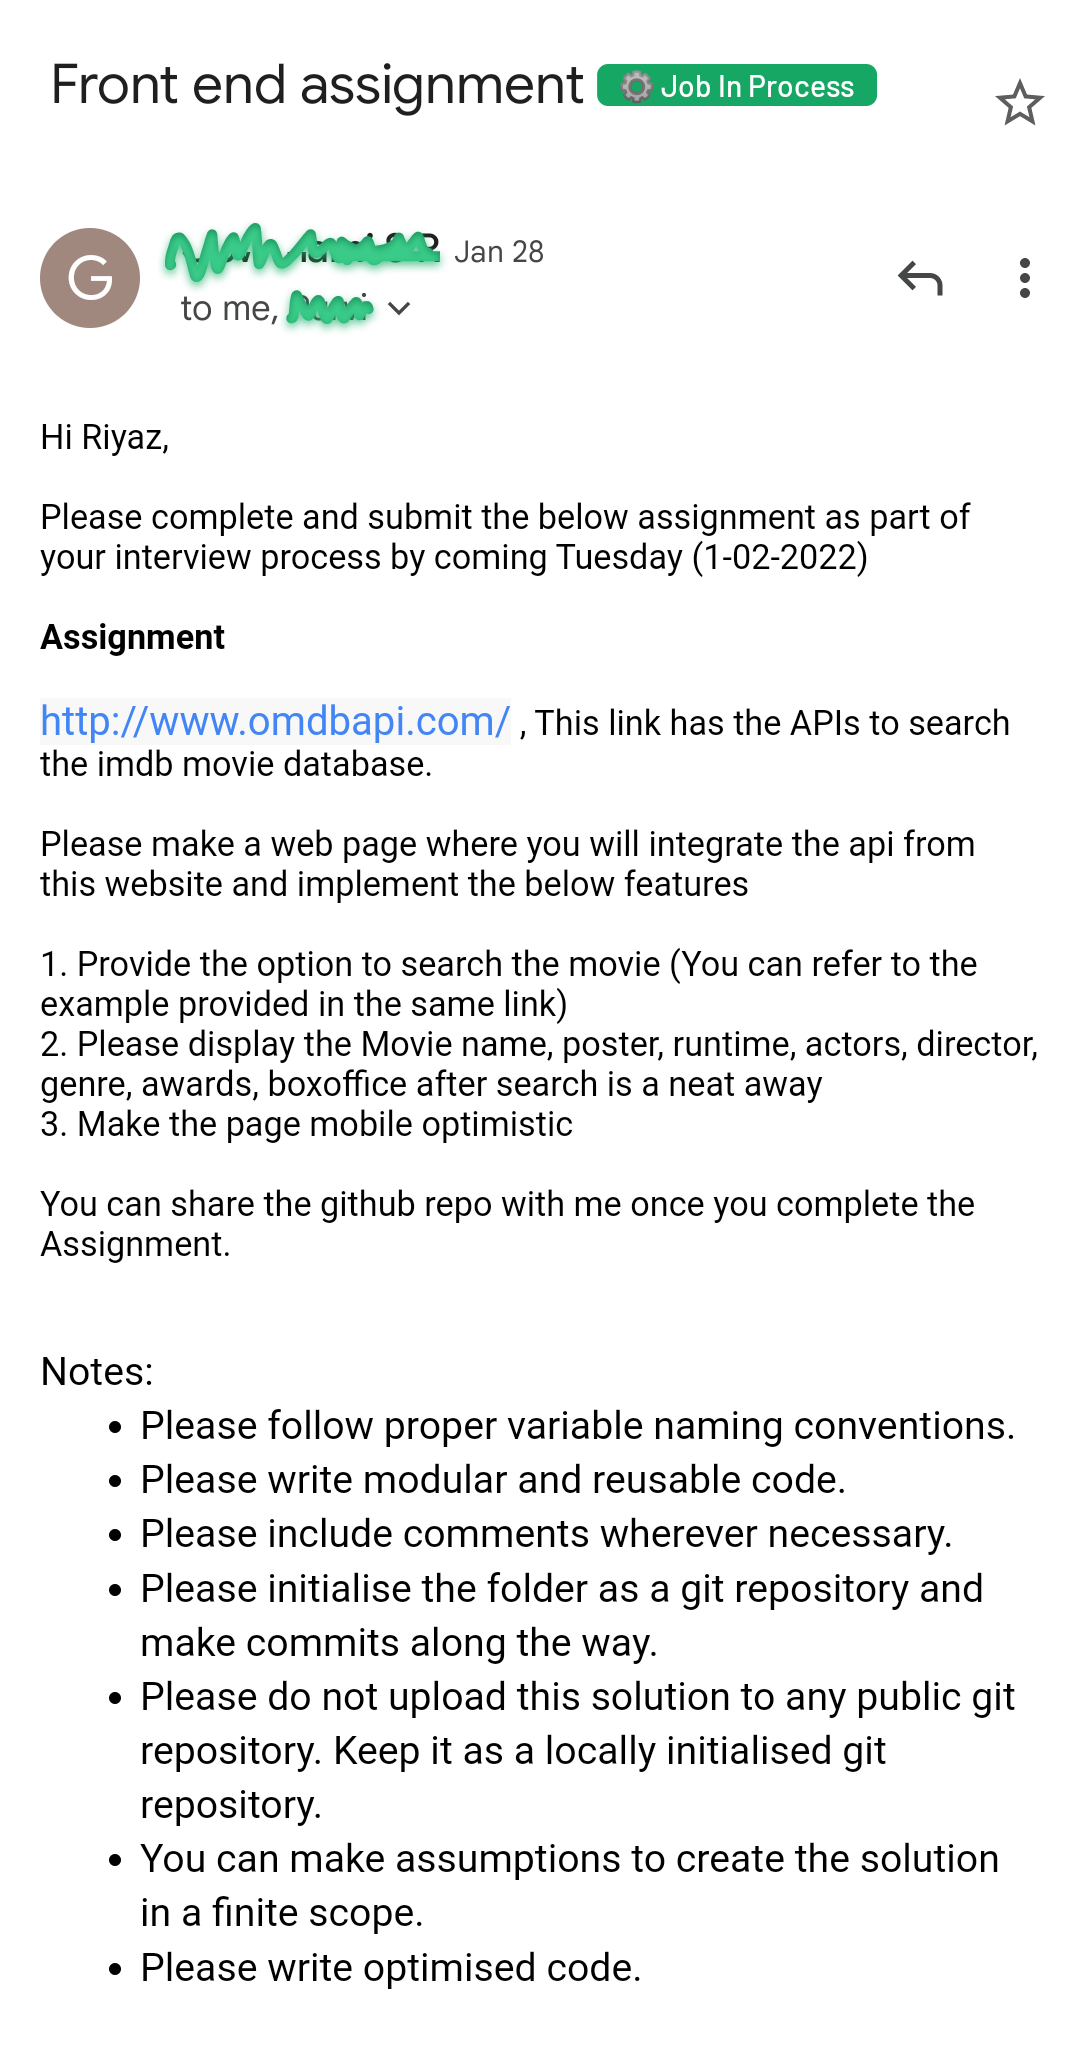 Front end assignment Job In Process
G
Jan 28
to me,
Hi Riyaz,
Please complete and submit the below assignment as part of
your interview process by coming Tuesday (1-02-2022)
Assignment
http://www.omdbapi.com/ , This link has the APIs to search
the imdb movie database.
Please make a web page where you will integrate the api from
this website and implement the below features
1. Provide the option to search the movie (You can refer to the
example provided in the same link)
2. Please display the Movie name, poster, runtime, actors, director,
genre, awards, boxoffice after search is a neat away
3. Make the page mobile optimistic
You can share the github repo with me once you complete the
Assignment.
Notes:
• Please follow proper variable naming conventions.
• Please write modular and reusable code.
• Please include comments wherever necessary.
• Please initialise the folder as a git repository and
make commits along the way.
• Please do not upload this solution to any public git
repository. Keep it as a locally initialised git
repository.
• You can make assumptions to create the solution
in a finite scope.
• Please write optimised code.